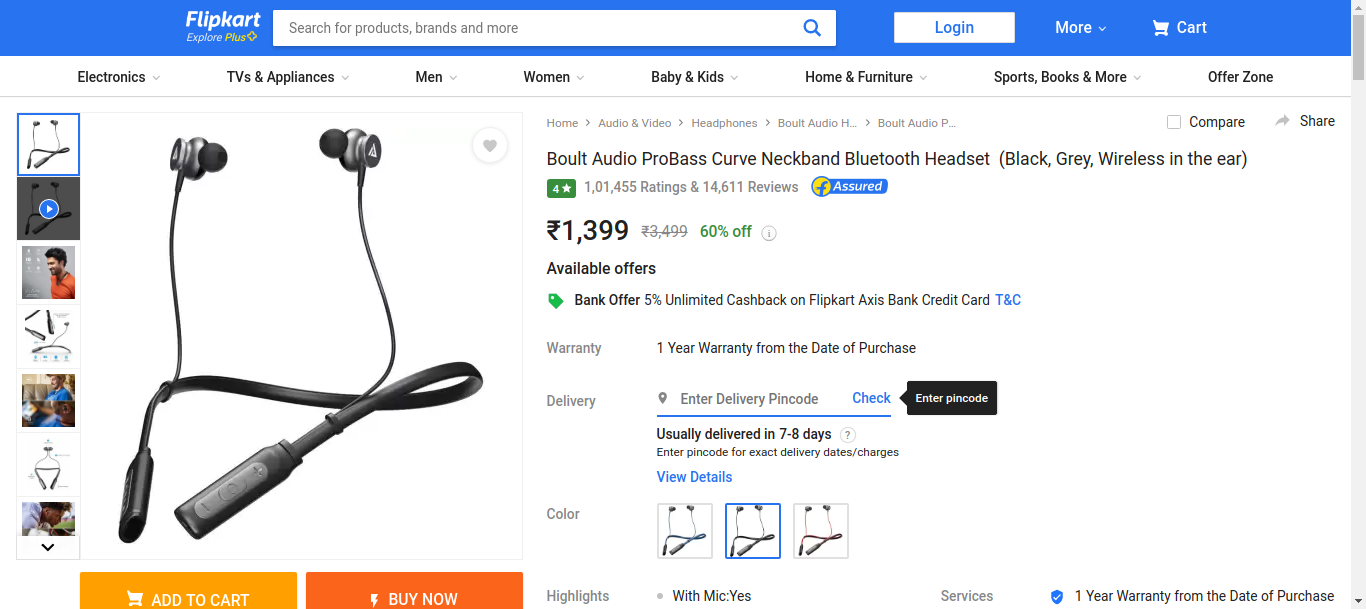 Flipkart
Explore Plus
Search for products, brands and more
Login
More
Cart
Electronics
TVs & Appliances
Men
Women
Baby & Kids
Home & Furniture
Sports, Books & More
Offer Zone
Home > Audio & Video > Headphones > Boult Audio H... > Boult Audio P...
Compare
Share
Boult Audio ProBass Curve Neckband Bluetooth Headset (Black, Grey, Wireless in the ear)
4★ 1,01,455 Ratings & 14,611 Reviews
Assured
₹1,399 ₹3,499 60% off
Available offers
Bank Offer 5% Unlimited Cashback on Flipkart Axis Bank Credit Card T&C
Warranty
1 Year Warranty from the Date of Purchase
Delivery
Enter Delivery Pincode
Check
Enter pincode
Usually delivered in 7-8 days ?
Enter pincode for exact delivery dates/charges
View Details
Color
ADD TO CART
BUY NOW
Highlights
With Mic:Yes
Services
1 Year Warranty from the Date of Purchase